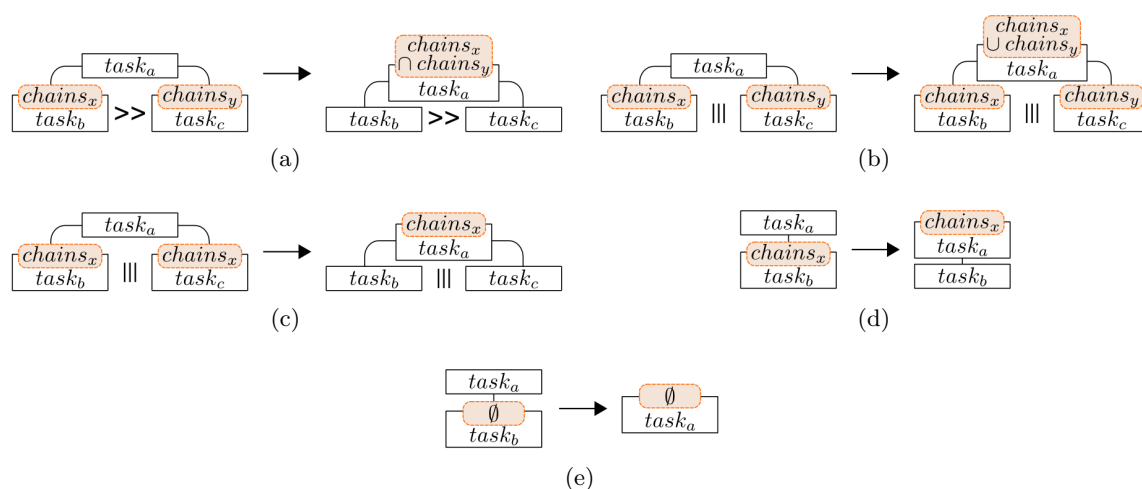 task_a
chains_x >> chains_y
task_b task_c
chains_x
∩ chains_y
task_a
task_b >> task_c
(a)
task_a
chains_x ||| chains_y
task_b task_c
chains_x
∪ chains_y
task_a
chains_x ||| chains_y
task_b task_c
(b)
task_a
chains_x ||| chains_x
task_b task_c
chains_x
task_a
task_b ||| task_c
(c)
task_a
chains_x
task_b
chains_x
task_a
task_b
(d)
task_a
∅
task_b
∅
task_a
(e)